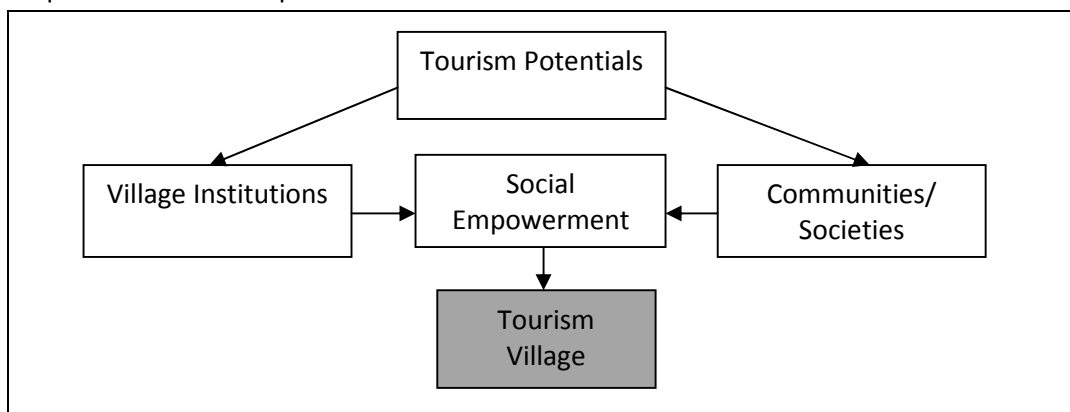 Tourism Potentials
Village Institutions
Social
Empowerment
Communities/
Societies
Tourism
Village